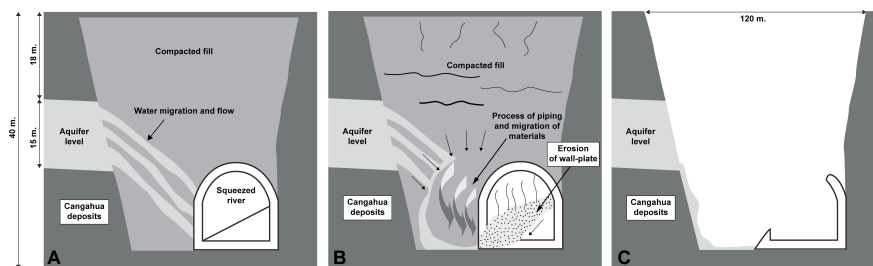 40 m.
18 m.
15 m.
Compacted fill
Water migration and flow
Aquifer
level
Squeezed
river
Cangahua
deposits
A
Compacted fill
Process of piping
and migration of
materials
Erosion
of wall-plate
Aquifer
level
Cangahua
deposits
B
120 m.
Aquifer
level
Cangahua
deposits
C